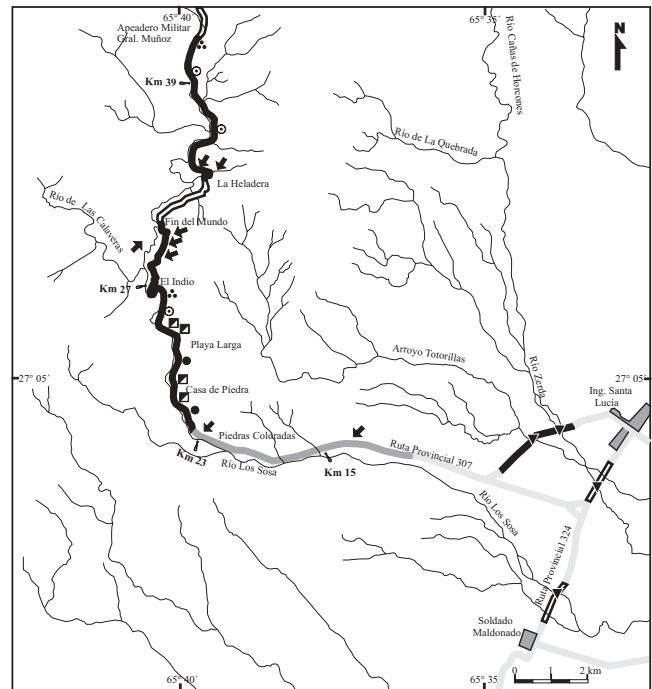 65° 40'
65° 35'
Apeadero Militar
Gral. Muñoz
N
Río Cañas de Horcones
Km 39
Río de La Quebrada
La Heladera
Río de Las Calaveras
Fin del Mundo
Km 27
El Indio
Playa Larga
Arroyo Totorillas
Río Zerda
27° 05'
27° 05'
Casa de Piedra
Ing. Santa
Lucía
Piedras Coloradas
Ruta Provincial 307
Km 23
Río Los Sosa
Km 15
Río Los Sosa
Ruta Provincial 324
Soldado
Maldonado
0 1 2 km
65° 40'
65° 35'